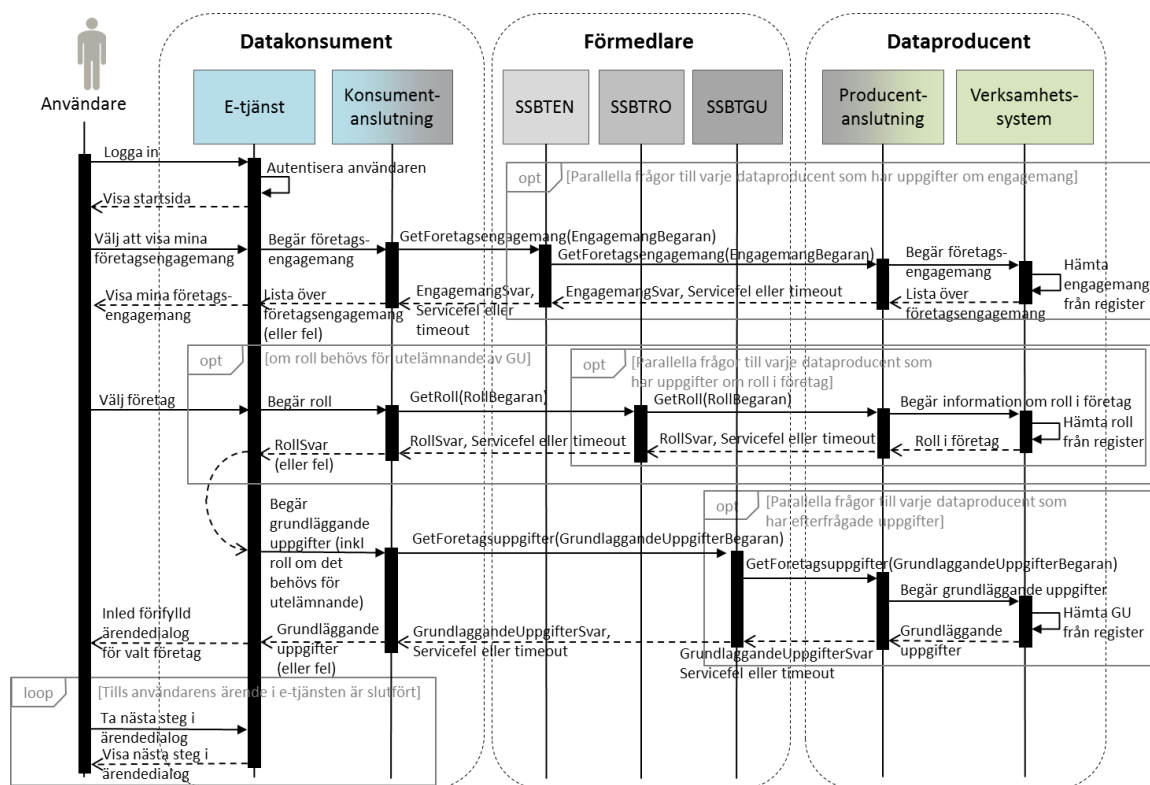 Datakonsument
Förmedlare
Dataproducent
Användare
E-tjänst
Konsument-
anslutning
SSBTEN
SSBTRO
SSBTGU
Producent-
anslutning
Verksamhets-
system
Logga in
Autentisera användaren
Visa startsida
opt
[Parallella frågor till varje dataproducent som har uppgifter om engagemang]
Välj att visa mina
företagsengagemang
Begär företags-
engagemang
GetForetagsengagemang(EngagemangBegaran)
GetForetagsengagemang(EngagemangBegaran)
Begär företags-
engagemang
Hämta
engagemang
från register
Visa mina företags-
engagemang
Lista över
företagsengagemang
(eller fel)
EngagemangSvar,
Servicefel eller
timeout
EngagemangSvar, Servicefel eller timeout
Lista över
företagsengagemang
opt
[om roll behövs för utelämnande av GU]
opt
[Parallella frågor till varje dataproducent som
har uppgifter om roll i företag]
Välj företag
Begär roll
GetRoll(RollBegaran)
GetRoll(RollBegaran)
Begär information om roll i företag
Hämta roll
från register
RollSvar
(eller fel)
RollSvar, Servicefel eller timeout
RollSvar, Servicefel eller timeout
Roll i företag
opt
[Parallella frågor till varje dataproducent som
har efterfrågade uppgifter]
Begär
grundläggande
uppgifter (inkl
roll om det
behövs för
utelämnande)
GetForetagsuppgifter(GrundlaggandeUppgifterBegaran)
GetForetagsuppgifter(GrundlaggandeUppgifterBegaran)
Begär grundläggande uppgifter
Hämta GU
från register
Inled förifylld
ärendedialog
för valt företag
Grundläggande
uppgifter
(eller fel)
GrundlaggandeUppgifterSvar,
Servicefel eller timeout
GrundlaggandeUppgifterSvar
Servicefel eller timeout
Grundläggande
uppgifter
loop
[Tills användarens ärende i e-tjänsten är slutfört]
Ta nästa steg i
ärendedialog
Visa nästa steg i
ärendedialog